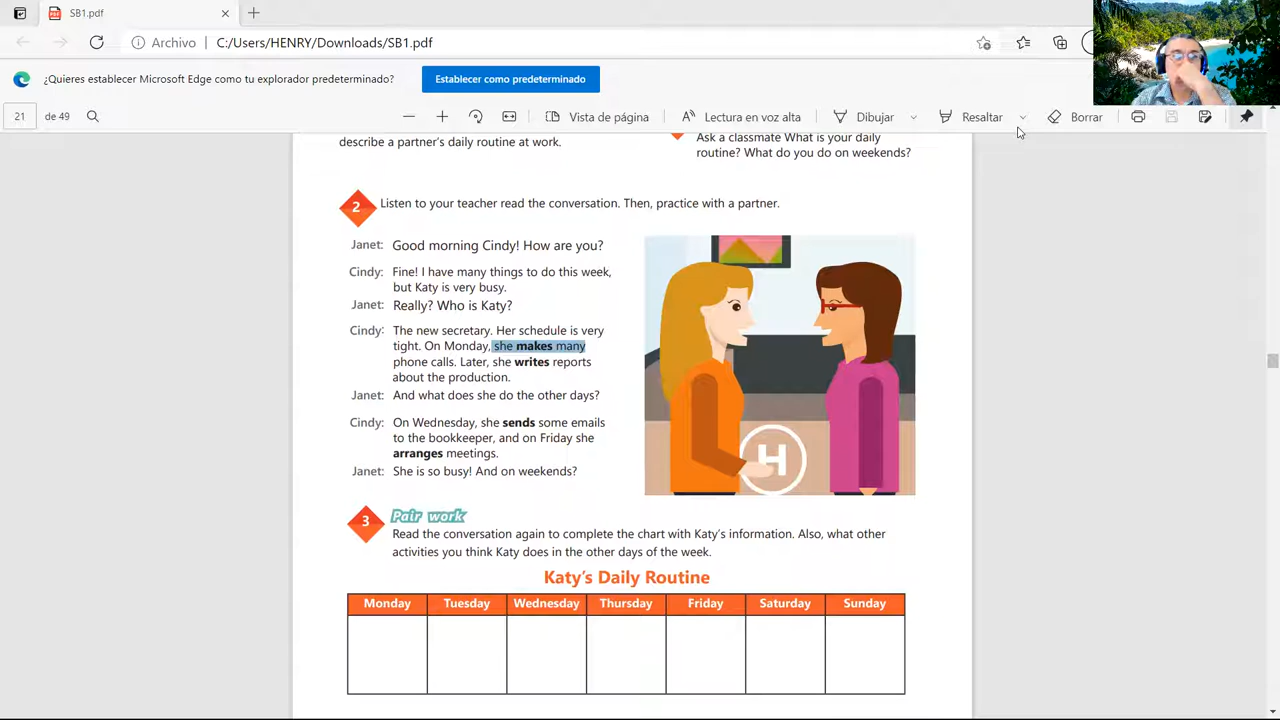 SB1.pdf
Archivo | C:/Users/HENRY/Downloads/SB1.pdf
¿Quieres establecer Microsoft Edge como tu explorador predeterminado? Establecer como predeterminado
21 de 49 Vista de página Lectura en voz alta Dibujar Resaltar Borrar
describe a partner's daily routine at work.
Ask a classmate What is your daily
routine? What do you do on weekends?
2 Listen to your teacher read the conversation. Then, practice with a partner.
Janet: Good morning Cindy! How are you?
Cindy: Fine! I have many things to do this week,
but Katy is very busy.
Janet: Really? Who is Katy?
Cindy: The new secretary. Her schedule is very
tight. On Monday, she makes many
phone calls. Later, she writes reports
about the production.
Janet: And what does she do the other days?
Cindy: On Wednesday, she sends some emails
to the bookkeeper, and on Friday she
arranges meetings.
Janet: She is so busy! And on weekends?
H
3 Pair work
Read the conversation again to complete the chart with Katy's information. Also, what other
activities you think Katy does in the other days of the week.
Katy's Daily Routine
Monday Tuesday Wednesday Thursday Friday Saturday Sunday